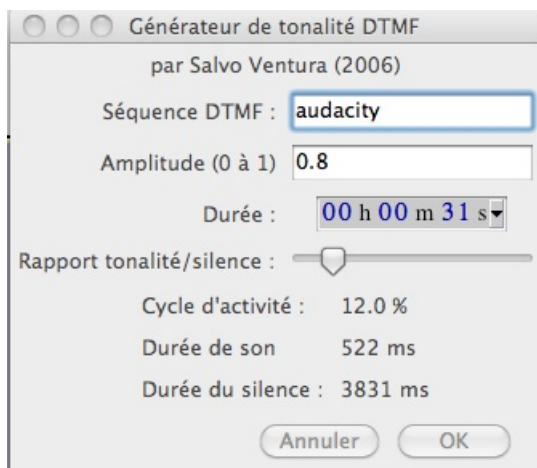 Générateur de tonalité DTMF
par Salvo Ventura (2006)
Séquence DTMF : audacity
Amplitude (0 à 1) 0.8
Durée : 00 h 00 m 31 s
Rapport tonalité/silence :
Cycle d'activité : 12.0 %
Durée de son 522 ms
Durée du silence : 3831 ms
Annuler OK